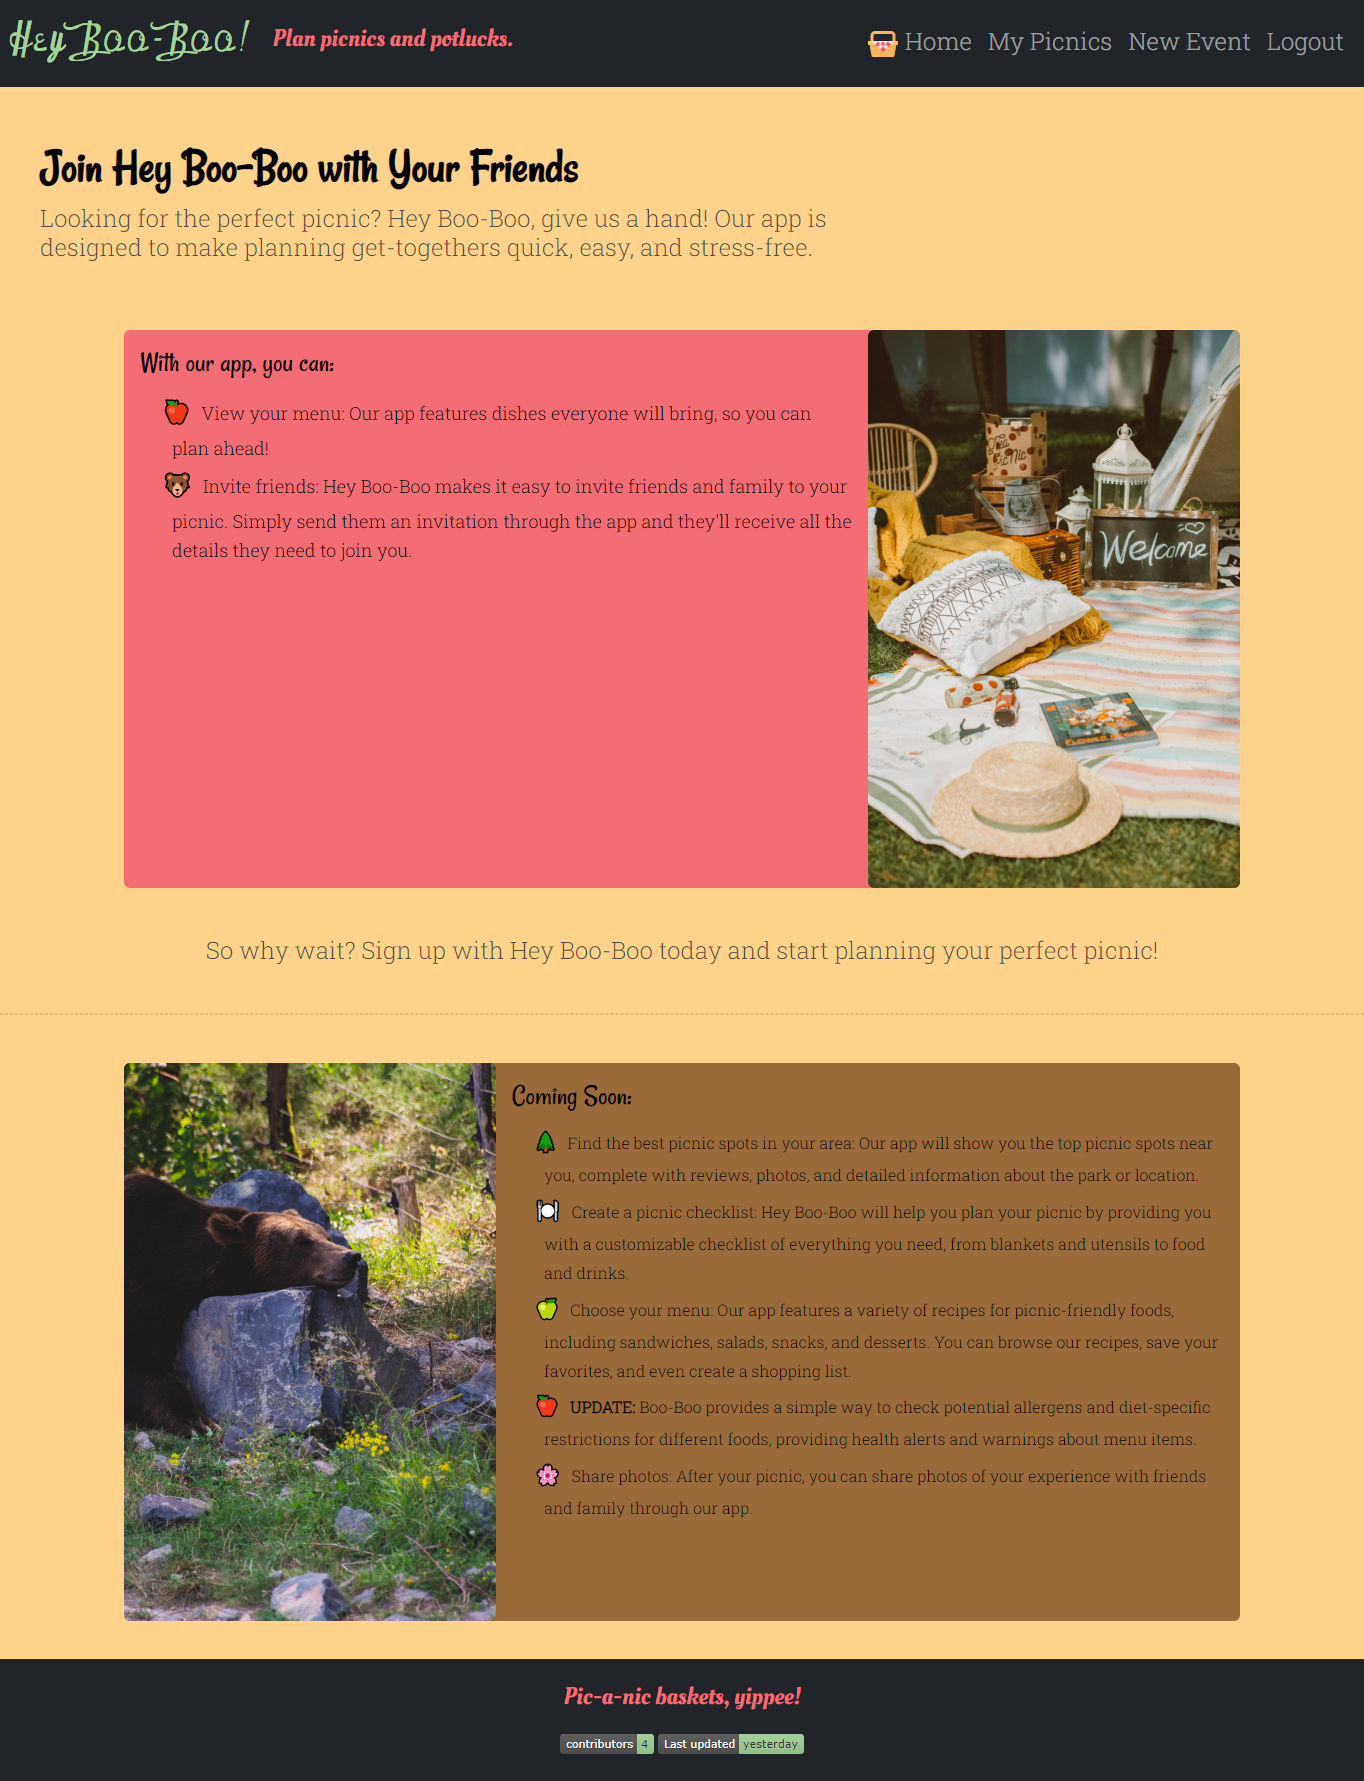 Hey Boo-Boo!
Plan picnics and potlucks.
Home My Picnics New Event Logout
Join Hey Boo-Boo with Your Friends
Looking for the perfect picnic? Hey Boo-Boo, give us a hand! Our app is
designed to make planning get-togethers quick, easy, and stress-free.
With our app, you can:
View your menu: Our app features dishes everyone will bring, so you can
plan ahead!
Invite friends: Hey Boo-Boo makes it easy to invite friends and family to your
picnic. Simply send them an invitation through the app and they'll receive all the
details they need to join you.
PicNic
Welcome
So why wait? Sign up with Hey Boo-Boo today and start planning your perfect picnic!
Coming Soon:
Find the best picnic spots in your area: Our app will show you the top picnic spots near
you, complete with reviews, photos, and detailed information about the park or location.
Create a picnic checklist: Hey Boo-Boo will help you plan your picnic by providing you
with a customizable checklist of everything you need, from blankets and utensils to food
and drinks.
Choose your menu: Our app features a variety of recipes for picnic-friendly foods,
including sandwiches, salads, snacks, and desserts. You can browse our recipes, save your
favorites, and even create a shopping list.
UPDATE: Boo-Boo provides a simple way to check potential allergens and diet-specific
restrictions for different foods, providing health alerts and warnings about menu items.
Share photos: After your picnic, you can share photos of your experience with friends
and family through our app.
Pic-a-nic baskets, yippee!
contributors 4 Last updated yesterday